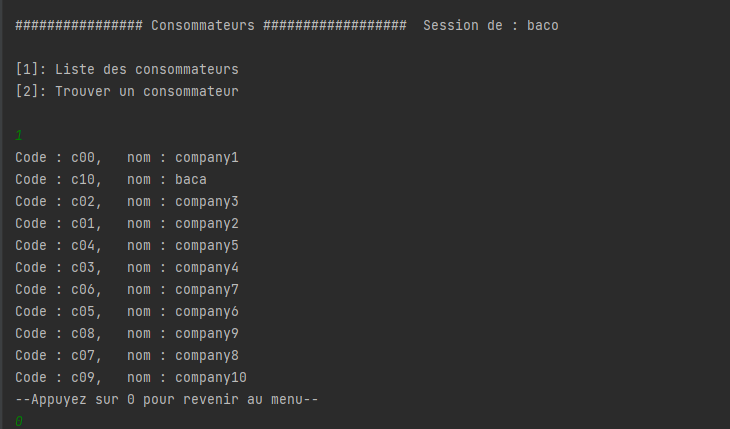 ################ Consommateurs ################## Session de : baco
[1]: Liste des consommateurs
[2]: Trouver un consommateur
1
Code : c00, nom : company1
Code : c10, nom : baca
Code : c02, nom : company3
Code : c01, nom : company2
Code : c04, nom : company5
Code : c03, nom : company4
Code : c06, nom : company7
Code : c05, nom : company6
Code : c08, nom : company9
Code : c07, nom : company8
Code : c09, nom : company10
--Appuyez sur 0 pour revenir au menu--
0